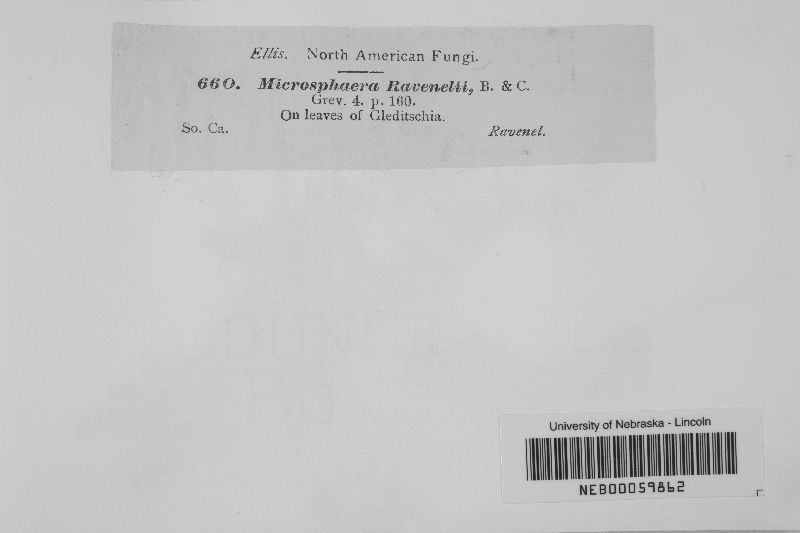 Ellis. North American Fungi.
660. Microsphaera Ravenelii, B. & C.
Grev. 4. p. 160.
On leaves of Gleditschia.
So. Ca. Ravenel.
University of Nebraska - Lincoln
NEB00059862